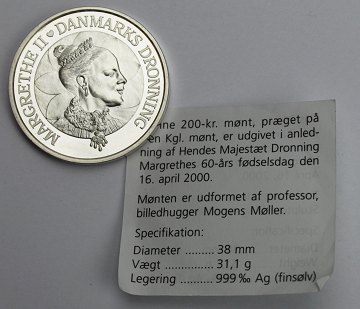 MARGRETHE II ♥ DANMARKS DRONNING
ne 200-kr. mønt, præget på
en Kgl. mønt, er udgivet i anled-
ning af Hendes Majestæt Dronning
Margrethes 60-års fødselsdag den
16. april 2000.
Mønten er udformet af professor,
billedhugger Mogens Møller.
Specifikation:
Diameter ......... 38 mm
Vægt ............... 31,1 g
Legering .......... 999‰ Ag (finsølv)